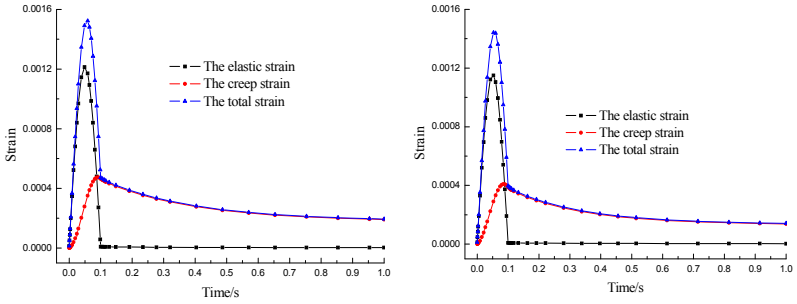 0.0016
0.0012
0.0008
0.0004
0.0000
Strain
The elastic strain
The creep strain
The total strain
0.0 0.1 0.2 0.3 0.4 0.5 0.6 0.7 0.8 0.9 1.0
Time/s
0.0016
0.0012
0.0008
0.0004
0.0000
Strain
The elastic strain
The creep strain
The total strain
0.0 0.1 0.2 0.3 0.4 0.5 0.6 0.7 0.8 0.9 1.0
Time/s